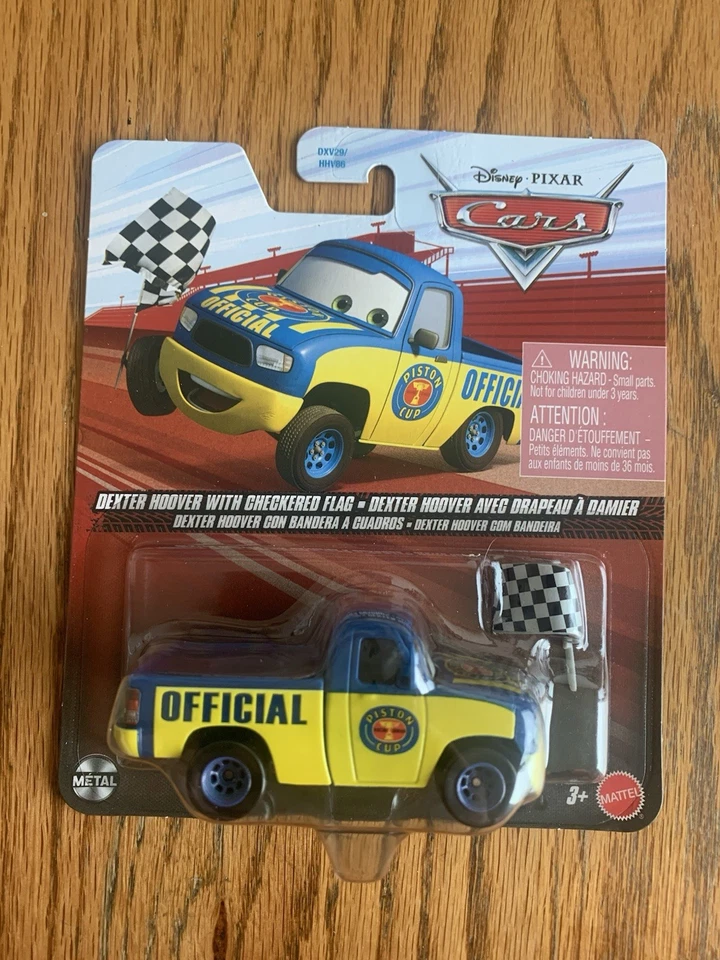 DXV29/
HHV86
Disney · PIXAR
Cars
CUP
OFFICIAL
PISTON
CUP
OFFICI
WARNING:
CHOKING HAZARD - Small parts.
Not for children under 3 years.
ATTENTION :
DANGER D'ÉTOUFFEMENT –
Petits éléments. Ne convient pas
aux enfants de moins de 36 mois.
DEXTER HOOVER WITH CHECKERED FLAG • DEXTER HOOVER AVEC DRAPEAU À DAMIER
DEXTER HOOVER CON BANDERA A CUADROS • DEXTER HOOVER COM BANDEIRA
OFFICIAL
PISTON
CUP
MÉTAL
3+
MATTEL